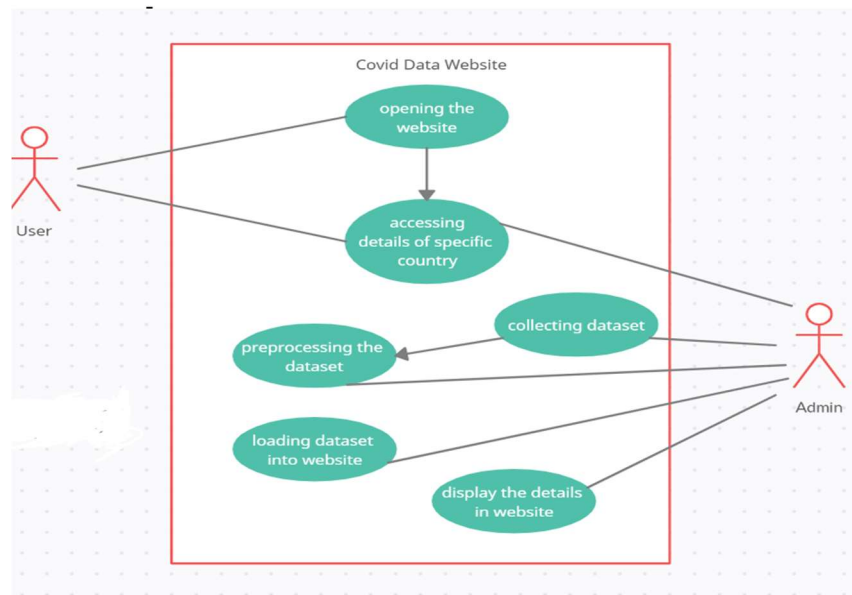 Covid Data Website
opening the
website
User
accessing
details of specific
country
collecting dataset
preprocessing the
dataset
Admin
loading dataset
into website
display the details
in website